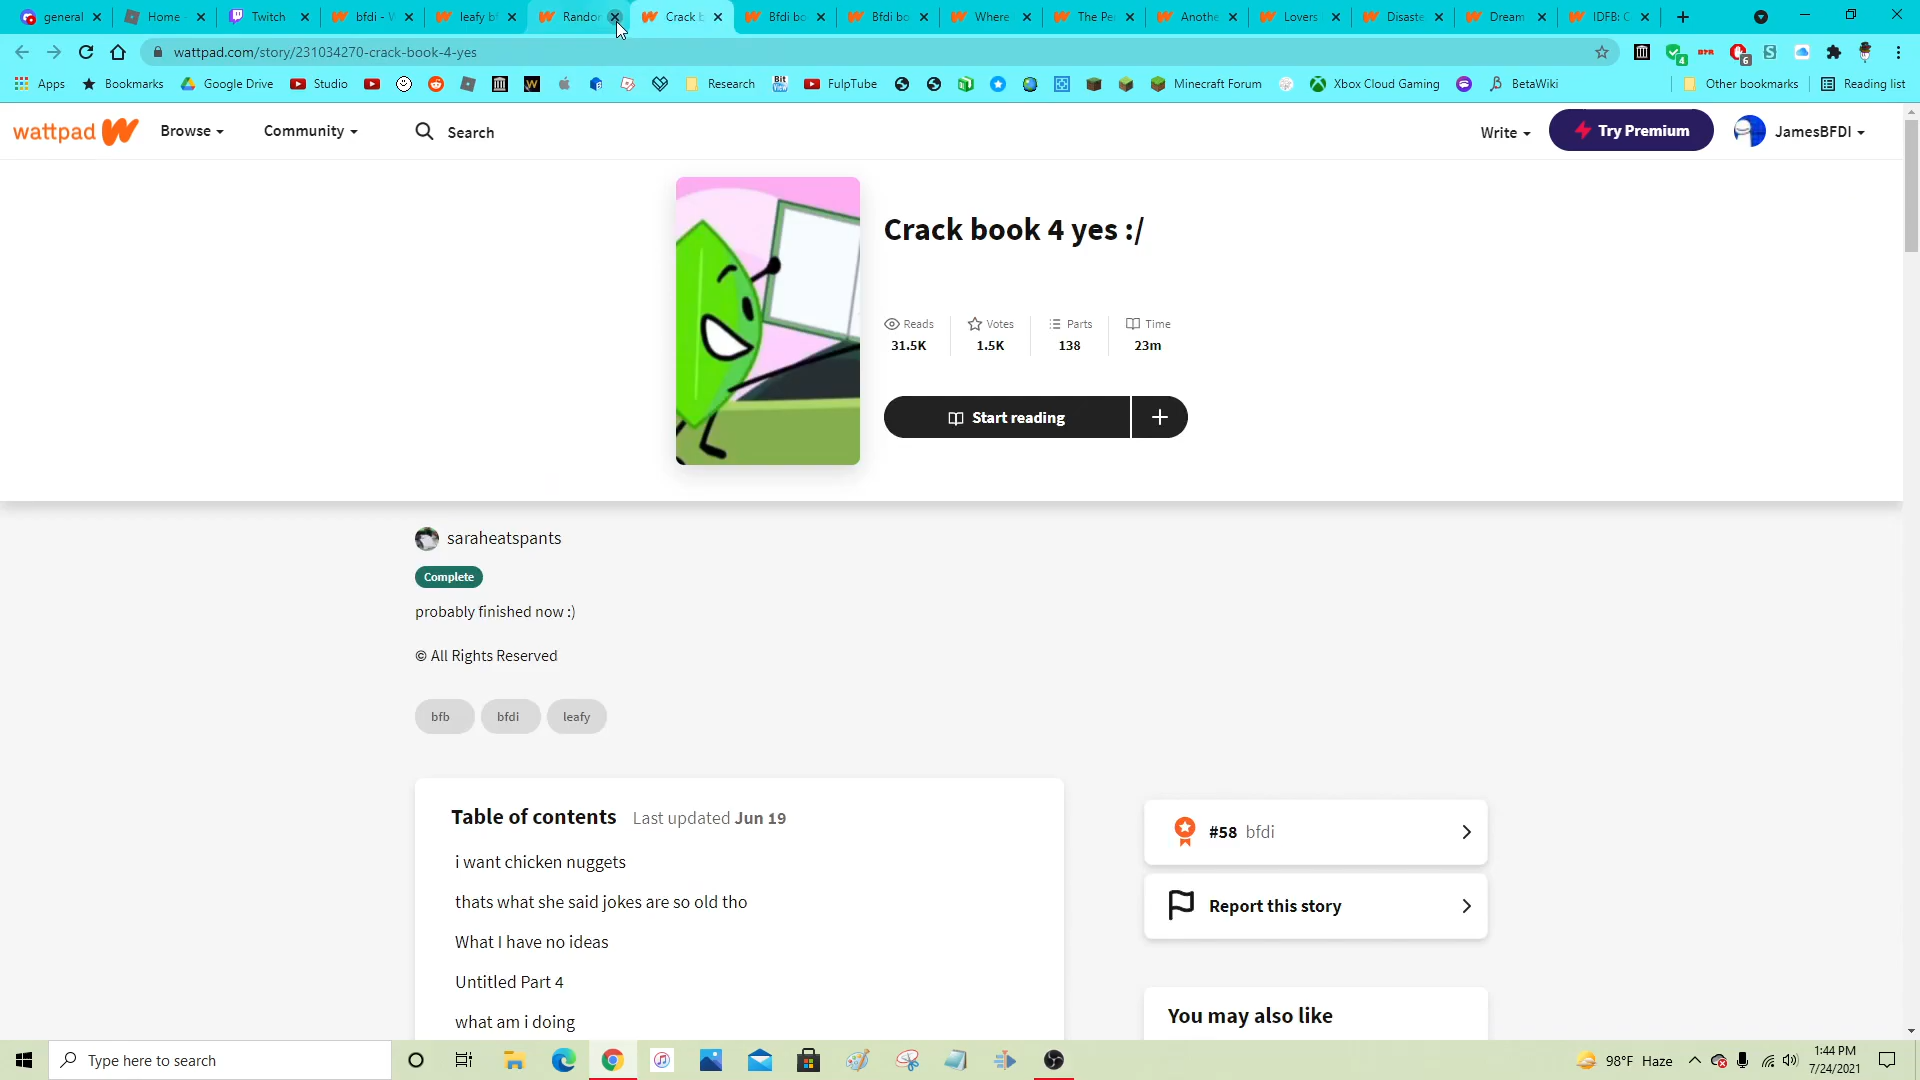 general
Home
Twitch
bfdi - W
leafy bf
Randor
Crack b
Bfdi bo
Bfdi bo
Where
The Pe
Anothe
Lovers
Disaste
Dream
IDFB: C
wattpad.com/story/231034270-crack-book-4-yes
4
6
Apps
Bookmarks
Google Drive
Studio
Research
FulpTube
Minecraft Forum
Xbox Cloud Gaming
BetaWiki
Other bookmarks
Reading list
wattpad
Browse
Community
Search
Write
Try Premium
JamesBFDI
Crack book 4 yes :/
Reads
Votes
Parts
Time
31.5K
1.5K
138
23m
Start reading
saraheatspants
Complete
probably finished now :)
© All Rights Reserved
bfb
bfdi
leafy
Table of contents Last updated Jun 19
i want chicken nuggets
thats what she said jokes are so old tho
What I have no ideas
Untitled Part 4
what am i doing
#58 bfdi
Report this story
You may also like
Type here to search
98°F Haze
1:44 PM
7/24/2021